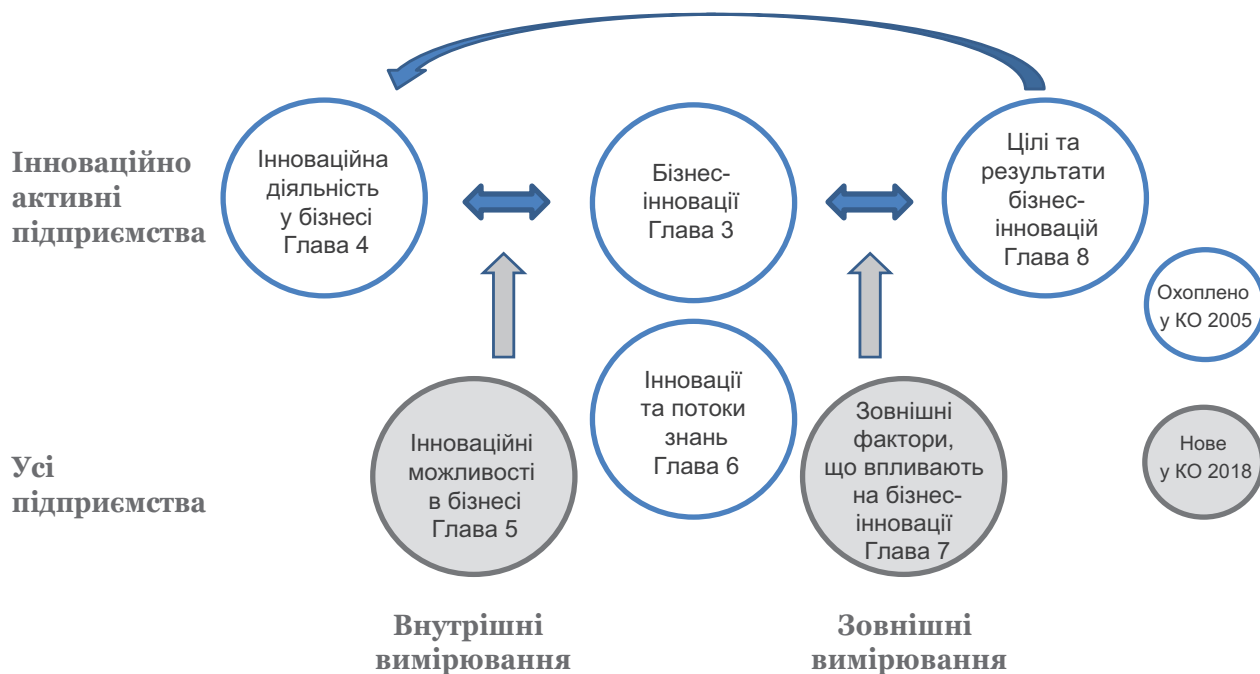 Інноваційно
активні
підприємства
Інноваційна
діяльність
у бізнесі
Глава 4
Бізнес-
інновації
Глава 3
Цілі та
результати
бізнес-
інновацій
Глава 8
Охоплено
у КО 2005
Усі
підприємства
Інноваційні
можливості
в бізнесі
Глава 5
Інновації
та потоки
знань
Глава 6
Зовнішні
фактори,
що впливають
на бізнес-
інновації
Глава 7
Нове
у КО 2018
Внутрішні
вимірювання
Зовнішні
вимірювання